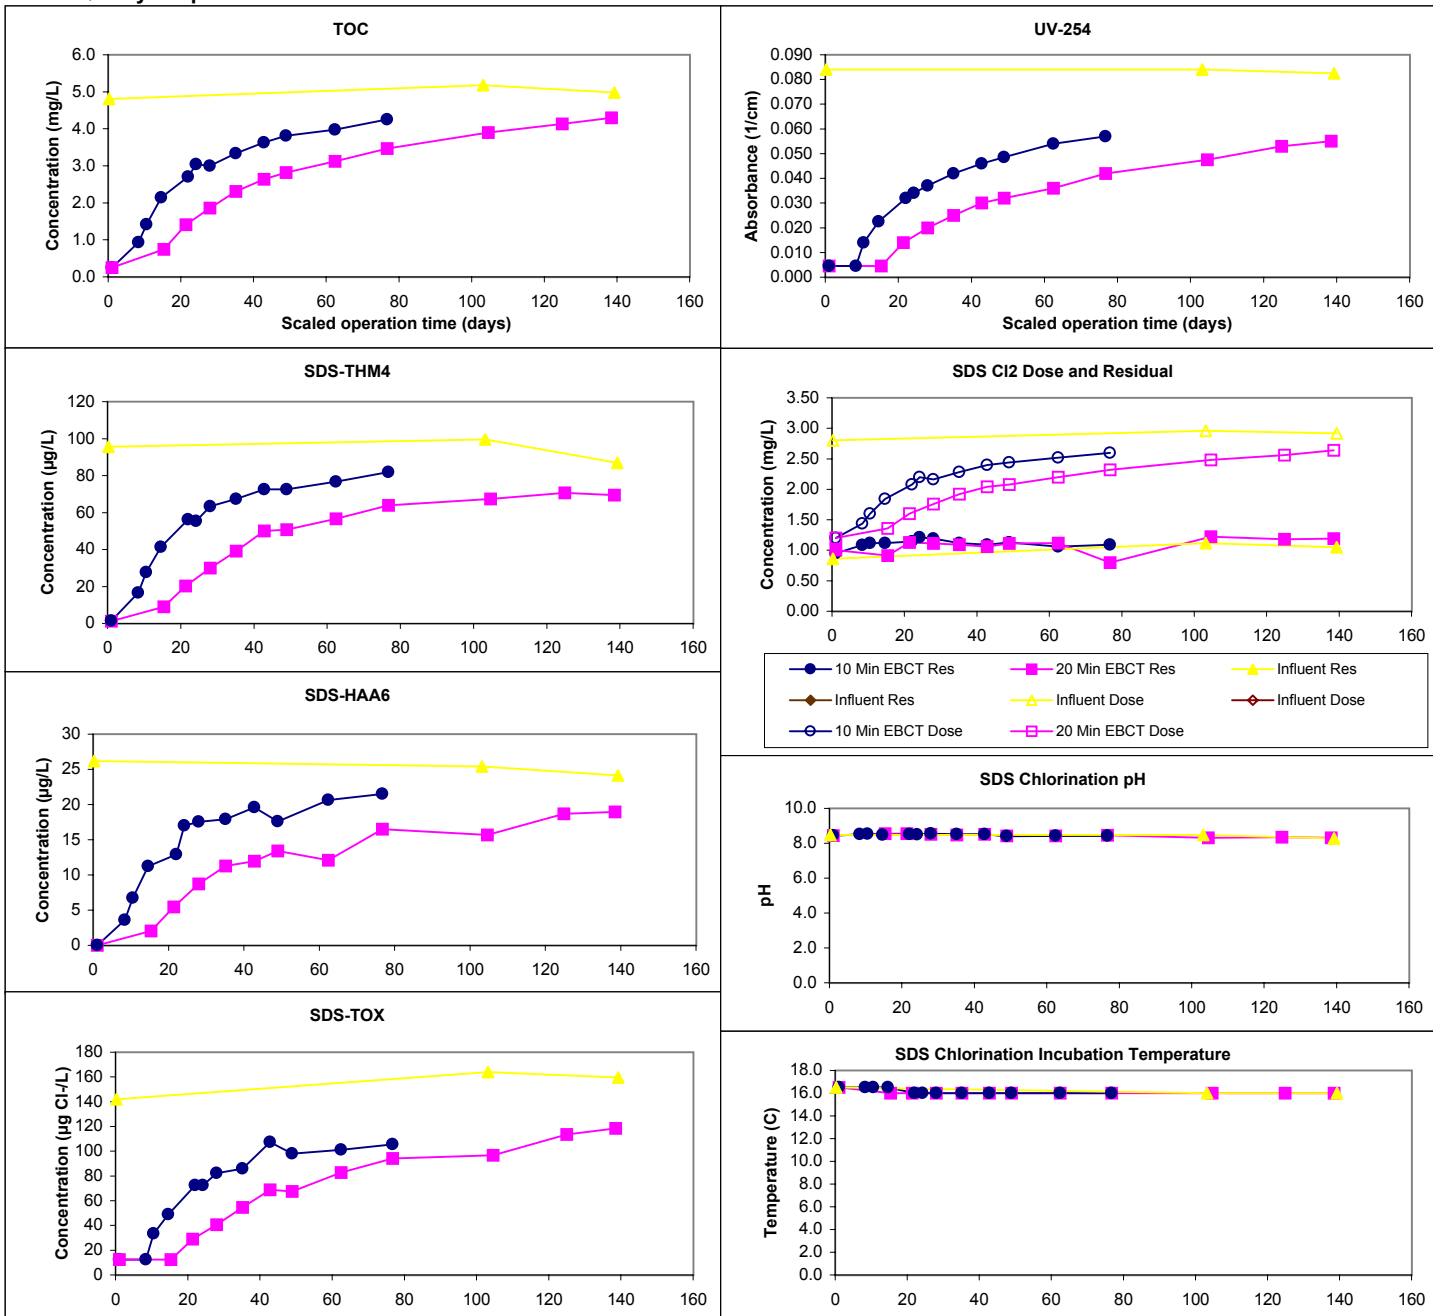 TOC
Concentration (mg/L)
6.0
5.0
4.0
3.0
2.0
1.0
0.0
0 20 40 60 80 100 120 140 160
Scaled operation time (days)
UV-254
Absorbance (1/cm)
0.090
0.080
0.070
0.060
0.050
0.040
0.030
0.020
0.010
0.000
0 20 40 60 80 100 120 140 160
Scaled operation time (days)
SDS-THM4
Concentration (µg/L)
120
100
80
60
40
20
0
0 20 40 60 80 100 120 140 160
SDS Cl2 Dose and Residual
Concentration (mg/L)
3.50
3.00
2.50
2.00
1.50
1.00
0.50
0.00
0 20 40 60 80 100 120 140 160
10 Min EBCT Res 20 Min EBCT Res Influent Res
Influent Res Influent Dose Influent Dose
10 Min EBCT Dose 20 Min EBCT Dose
SDS-HAA6
Concentration (µg/L)
30
25
20
15
10
5
0
0 20 40 60 80 100 120 140 160
SDS Chlorination pH
pH
10.0
8.0
6.0
4.0
2.0
0.0
0 20 40 60 80 100 120 140 160
SDS-TOX
Concentration (µg Cl-/L)
180
160
140
120
100
80
60
40
20
0
0 20 40 60 80 100 120 140 160
SDS Chlorination Incubation Temperature
Temperature (C)
18.0
16.0
14.0
12.0
10.0
8.0
6.0
4.0
2.0
0.0
0 20 40 60 80 100 120 140 160